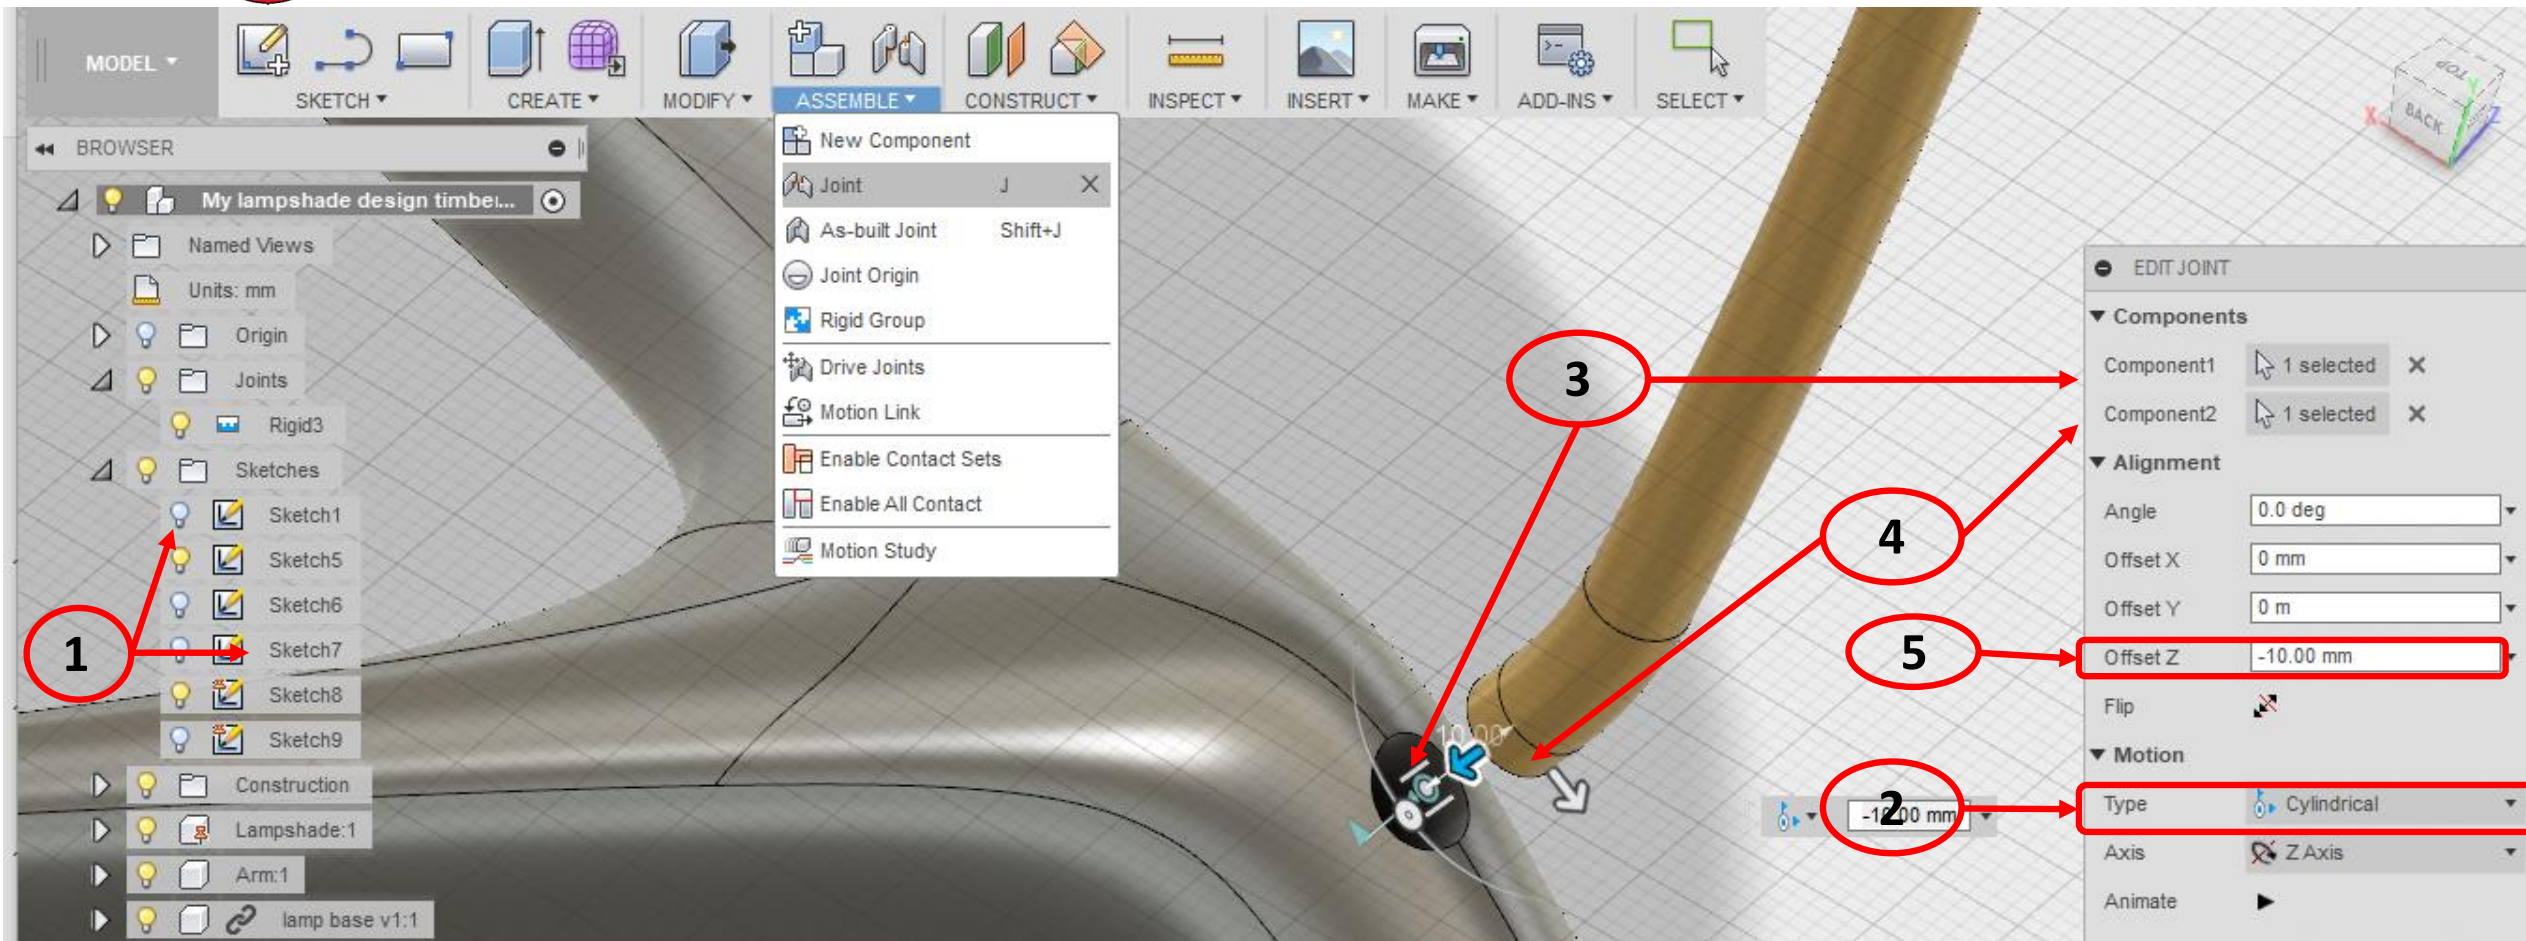 MODEL
SKETCH
CREATE
MODIFY
ASSEMBLE
CONSTRUCT
INSPECT
INSERT
MAKE
ADD-INS
SELECT
TOP
BACK
X
Y
Z
BROWSER
My lampshade design timbe...
Named Views
Units: mm
Origin
Joints
Rigid3
Sketches
Sketch1
Sketch5
Sketch6
Sketch7
Sketch8
Sketch9
Construction
Lampshade:1
Arm:1
lamp base v1:1
New Component
Joint J
As-built Joint Shift+J
Joint Origin
Rigid Group
Drive Joints
Motion Link
Enable Contact Sets
Enable All Contact
Motion Study
1
3
4
5
2
10.00
-10.00 mm
EDIT JOINT
Components
Component1 1 selected
Component2 1 selected
Alignment
Angle 0.0 deg
Offset X 0 mm
Offset Y 0 m
Offset Z -10.00 mm
Flip
Motion
Type Cylindrical
Axis Z Axis
Animate